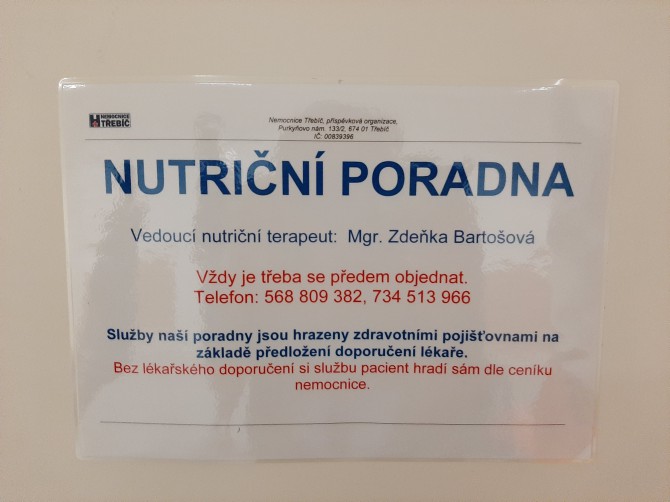 NEMOCNICE
TŘEBÍČ
Nemocnice Třebíč, příspěvková organizace,
Purkyňovo nám. 133/2, 674 01 Třebíč
IČ: 00839396
NUTRIČNÍ PORADNA
Vedoucí nutriční terapeut: Mgr. Zdeňka Bartošová
Vždy je třeba se předem objednat.
Telefon: 568 809 382, 734 513 966
Služby naší poradny jsou hrazeny zdravotními pojišťovnami na
základě předložení doporučení lékaře.
Bez lékařského doporučení si službu pacient hradí sám dle ceníku
nemocnice.